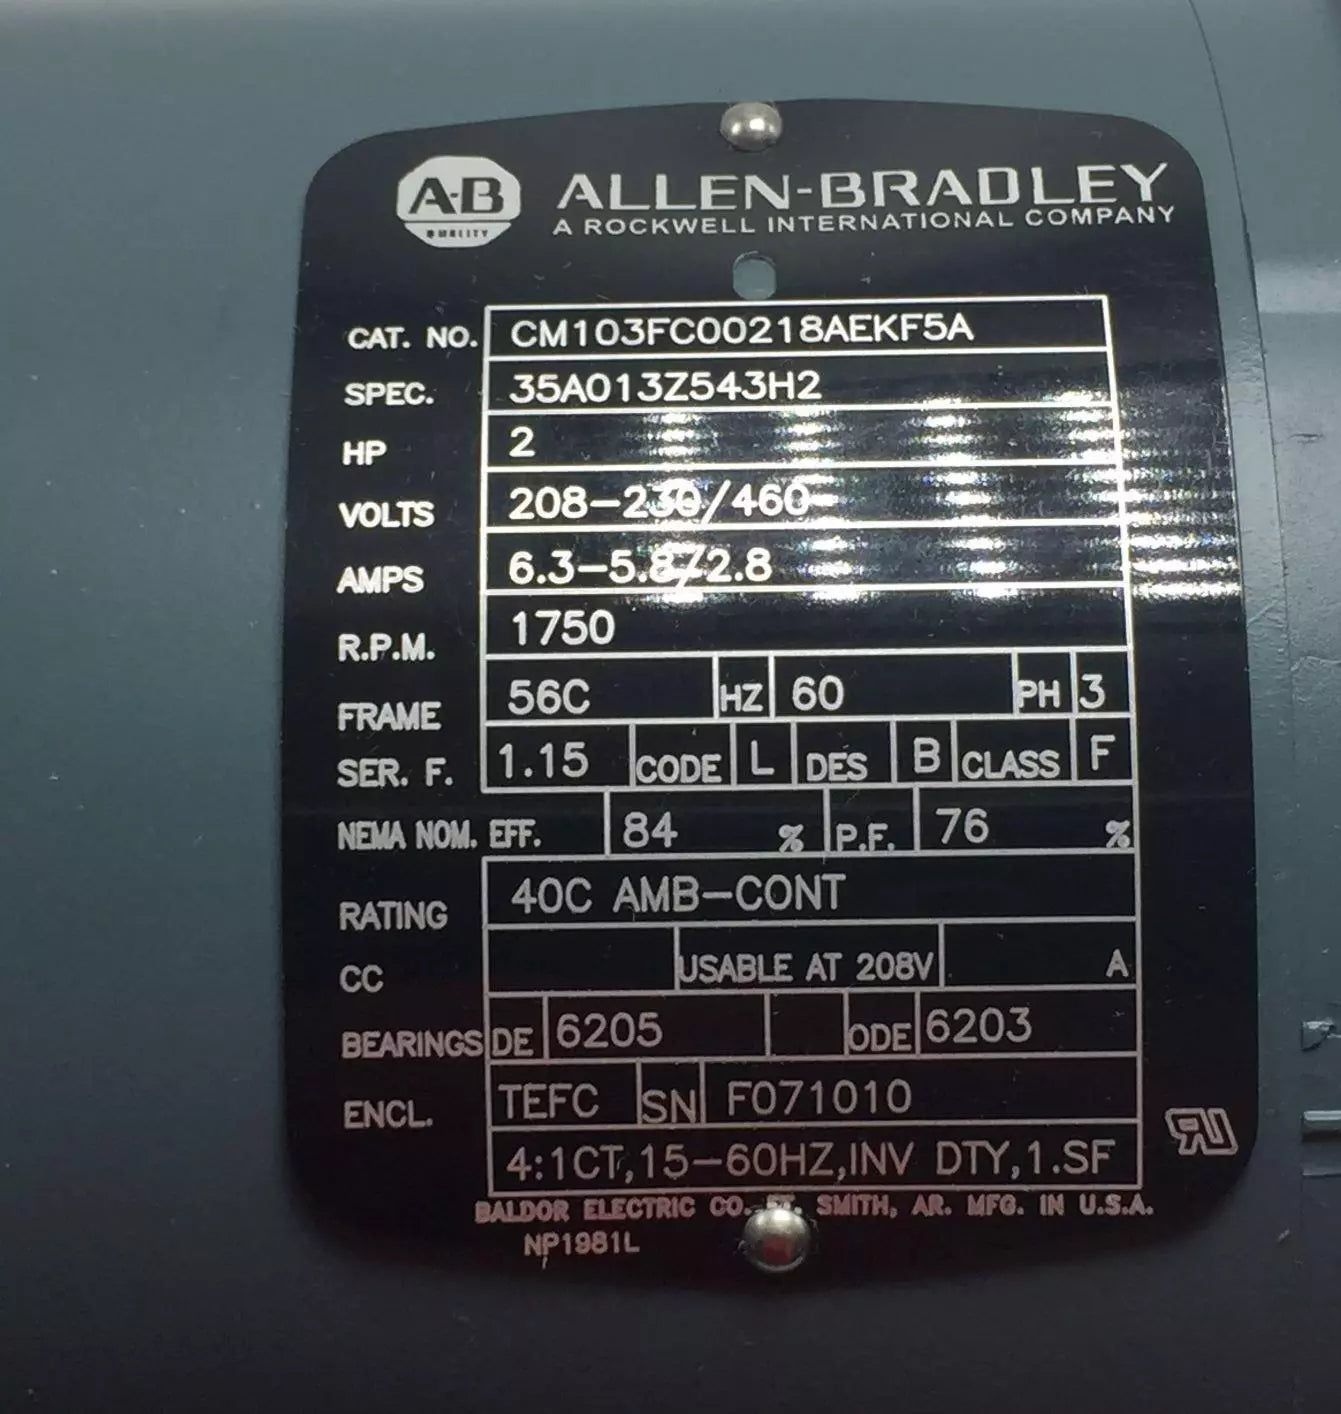 A-B
QUALITY
ALLEN-BRADLEY
A ROCKWELL INTERNATIONAL COMPANY
CAT. NO. CM103FC00218AEKF5A
SPEC. 35A013Z543H2
HP 2
VOLTS 208-230/460
AMPS 6.3-5.8/2.8
R.P.M. 1750
FRAME 56C HZ 60 PH 3
SER. F. 1.15 CODE L DES B CLASS F
NEMA NOM. EFF. 84 % P.F. 76 %
RATING 40C AMB-CONT
CC USABLE AT 208V A
BEARINGS DE 6205 ODE 6203
ENCL. TEFC SN F071010
4:1CT,15-60HZ,INV DTY,1.SF
BALDOR ELECTRIC CO. SMITH, AR. MFG. IN U.S.A.
NP1981L